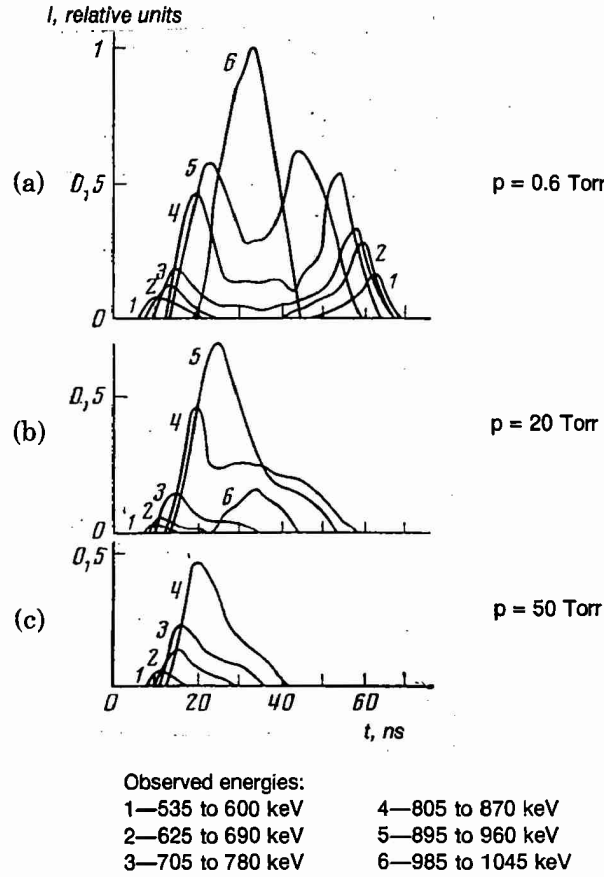 I, relative units
1
6
(a)
5
0,5
4
3
2
1
2
1
0
p = 0.6 Torr
5
0,5
(b)
4
3
2
1
6
0
p = 20 Torr
0,5
4
(c)
3
2
1
0
p = 50 Torr
0 20 40 60
t, ns
Observed energies:
1—535 to 600 keV 4—805 to 870 keV
2—625 to 690 keV 5—895 to 960 keV
3—705 to 780 keV 6—985 to 1045 keV